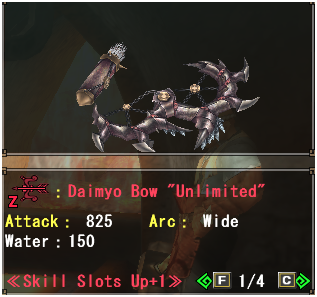 Z : Daimyo Bow "Unlimited"
Attack : 825 Arc : Wide
Water : 150
≪Skill Slots Up+1≫ F 1/4 C